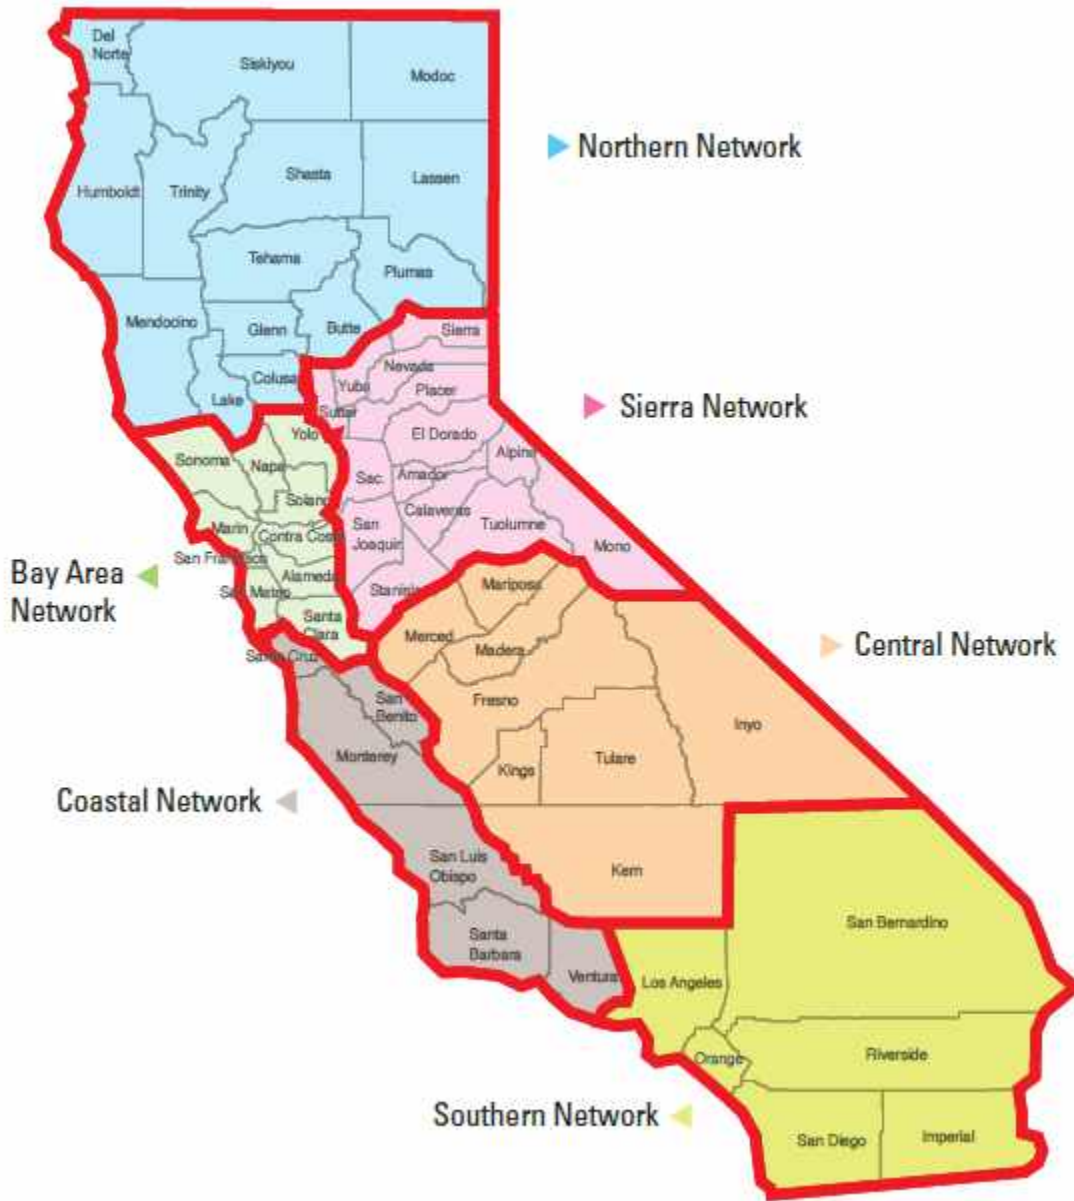 Del
Norte
Siskiyou
Modoc
Northern Network
Humboldt
Trinity
Shasta
Lassen
Tehama
Plumas
Mendocino
Glenn
Butte
Sierra
Colusa
Lake
Yuba
Nevada
Placer
Sutter
Sierra Network
Yolo
El Dorado
Sonoma
Napa
Alpine
Sac.
Amador
Solano
Calaveras
Marin
Contra Costa
San
Joaquin
Tuolumne
Mono
San Francisco
Bay Area
Network
Alameda
San Mateo
Stanislaus
Mariposa
Santa
Clara
Merced
Madera
Central Network
Santa Cruz
San
Benito
Fresno
Inyo
Monterey
Kings
Tulare
Coastal Network
San Luis
Obispo
Kern
San Bernardino
Santa
Barbara
Ventura
Los Angeles
Orange
Riverside
Southern Network
San Diego
Imperial